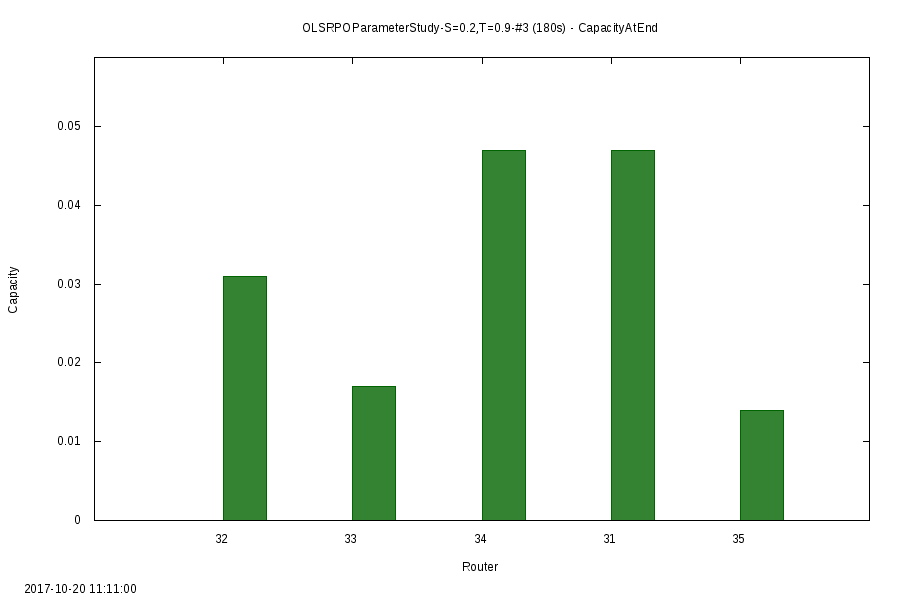 OLSRPOParameterStudy-S=0.2,T=0.9-#3 (180s) - CapacityAtEnd
0.05
0.04
0.03
0.02
0.01
0
Capacity
32 33 34 31 35
Router
2017-10-20 11:11:00